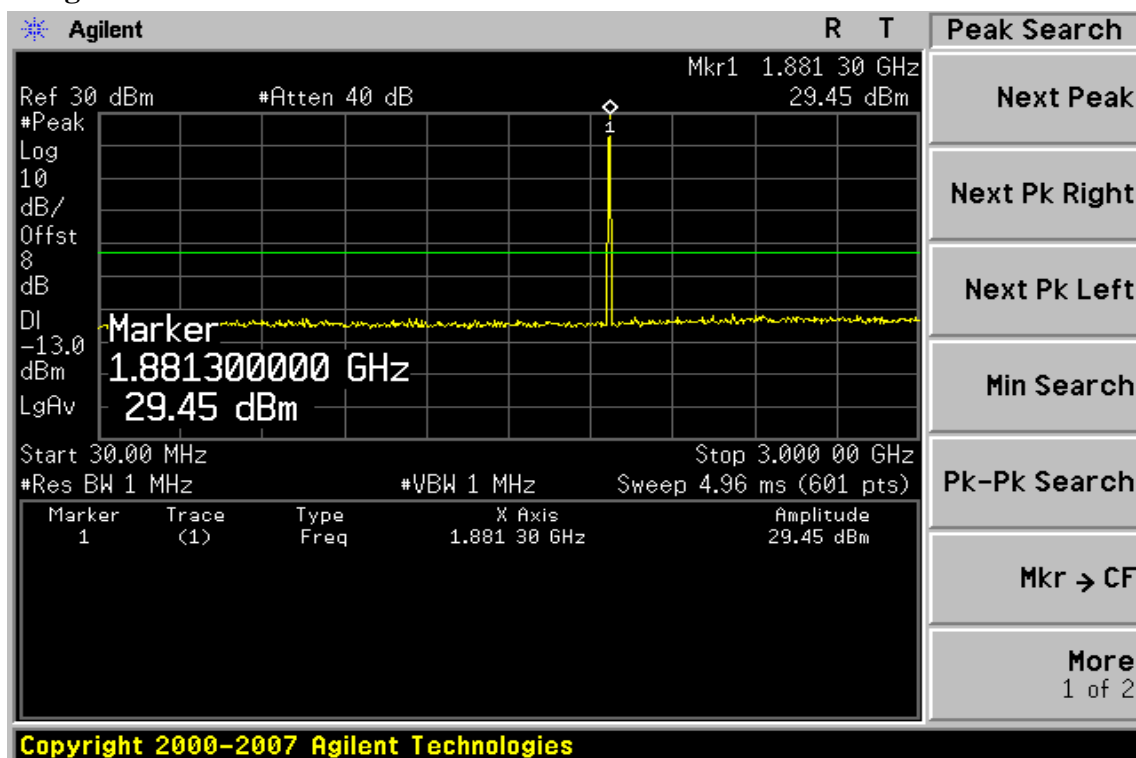 Agilent R T Peak Search
Mkr1 1.881 30 GHz
Ref 30 dBm #Atten 40 dB 29.45 dBm
#Peak
1
Log
10
dB/
Offst
8
dB
DI
-13.0
dBm
LgAv
Marker
1.881300000 GHz
29.45 dBm
Start 30.00 MHz Stop 3.000 00 GHz
#Res BW 1 MHz #VBW 1 MHz Sweep 4.96 ms (601 pts)
Marker Trace Type X Axis Amplitude
1 (1) Freq 1.881 30 GHz 29.45 dBm
Next Peak
Next Pk Right
Next Pk Left
Min Search
Pk-Pk Search
Mkr → CF
More
1 of 2
Copyright 2000-2007 Agilent Technologies